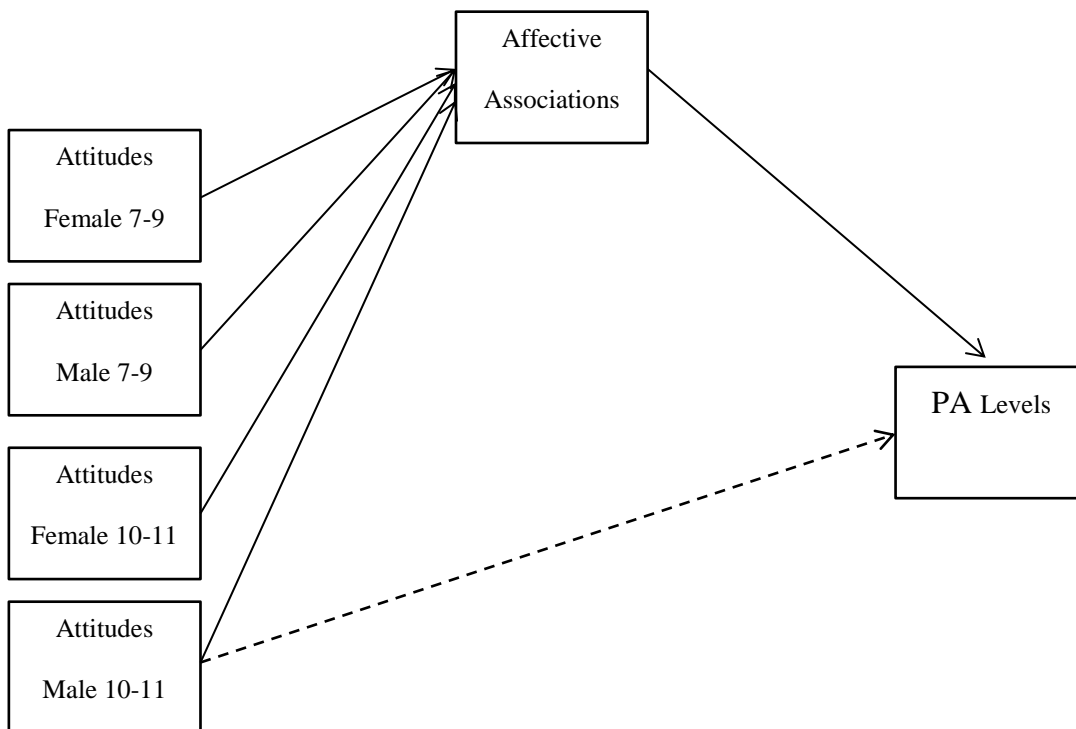 Affective
Associations
Attitudes
Female 7-9
Attitudes
Male 7-9
PA Levels
Attitudes
Female 10-11
Attitudes
Male 10-11